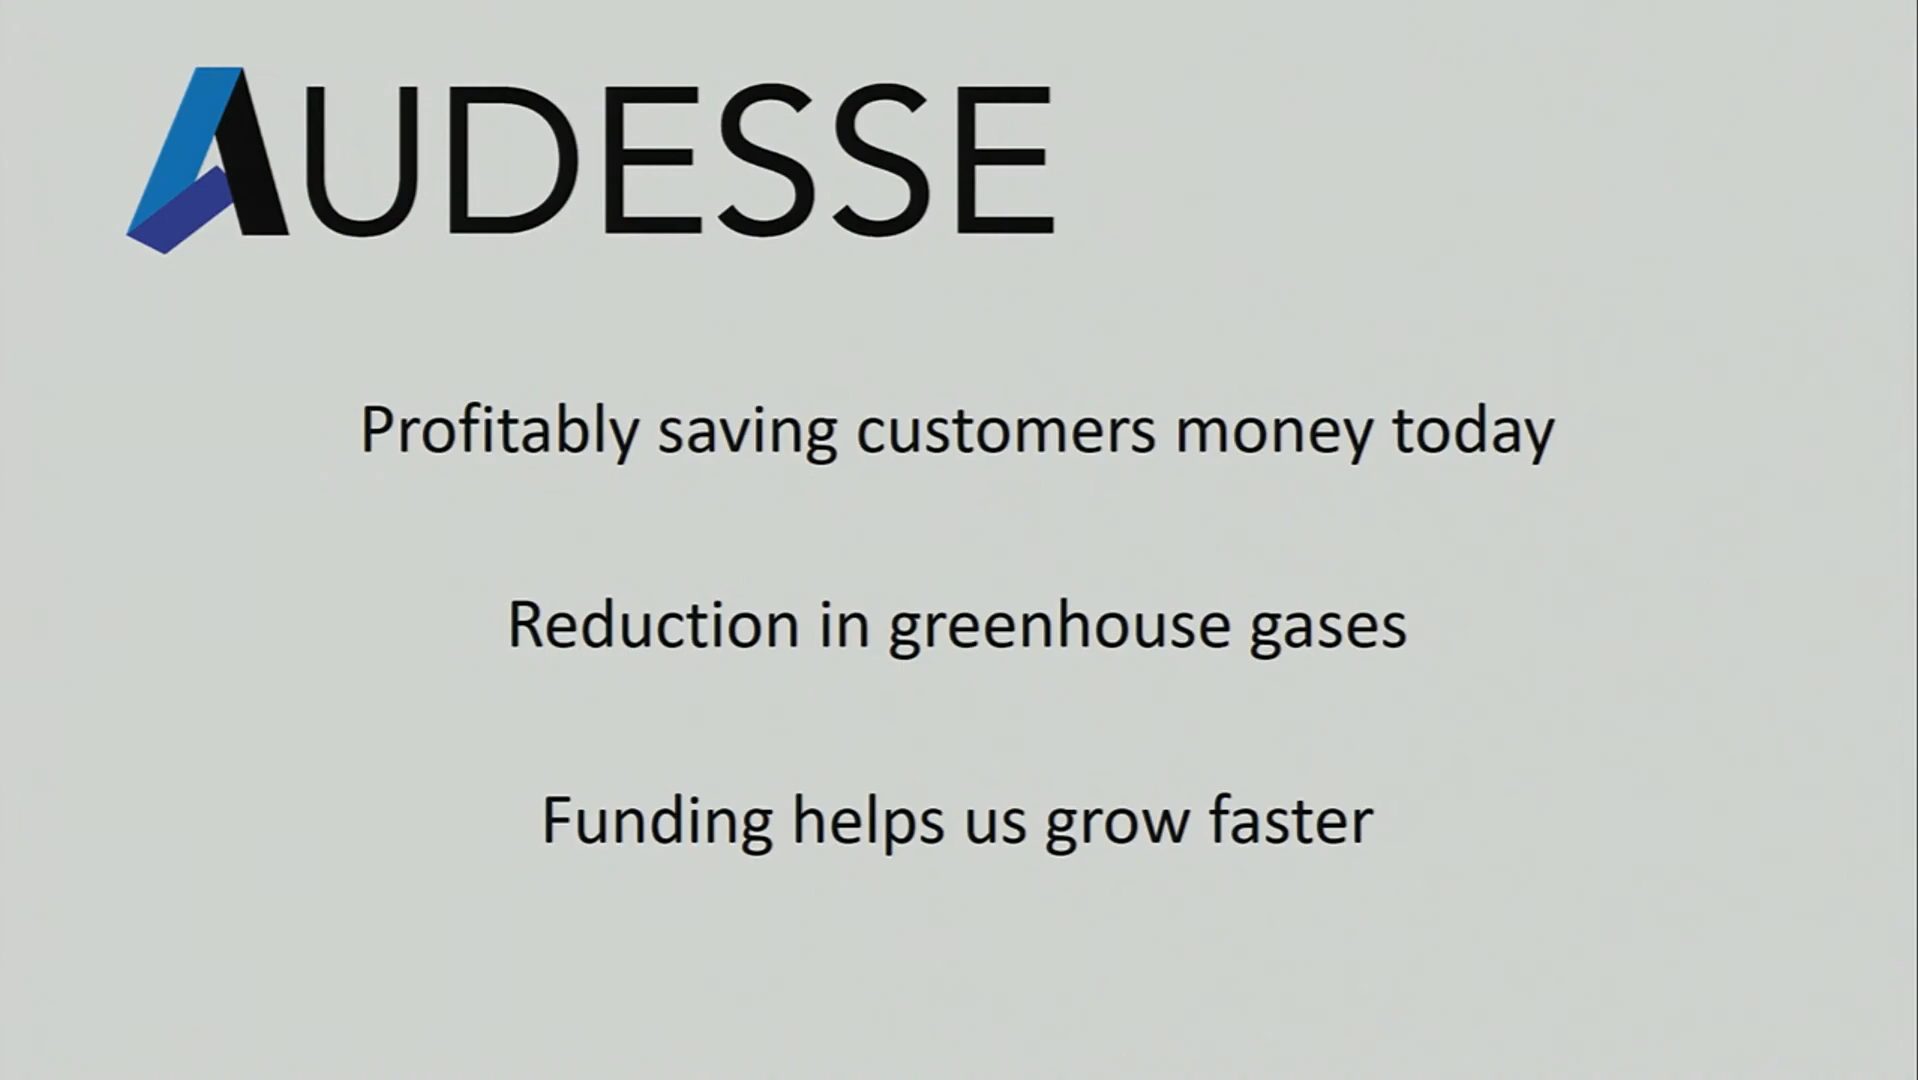 AUDESSE
Profitably saving customers money today
Reduction in greenhouse gases
Funding helps us grow faster